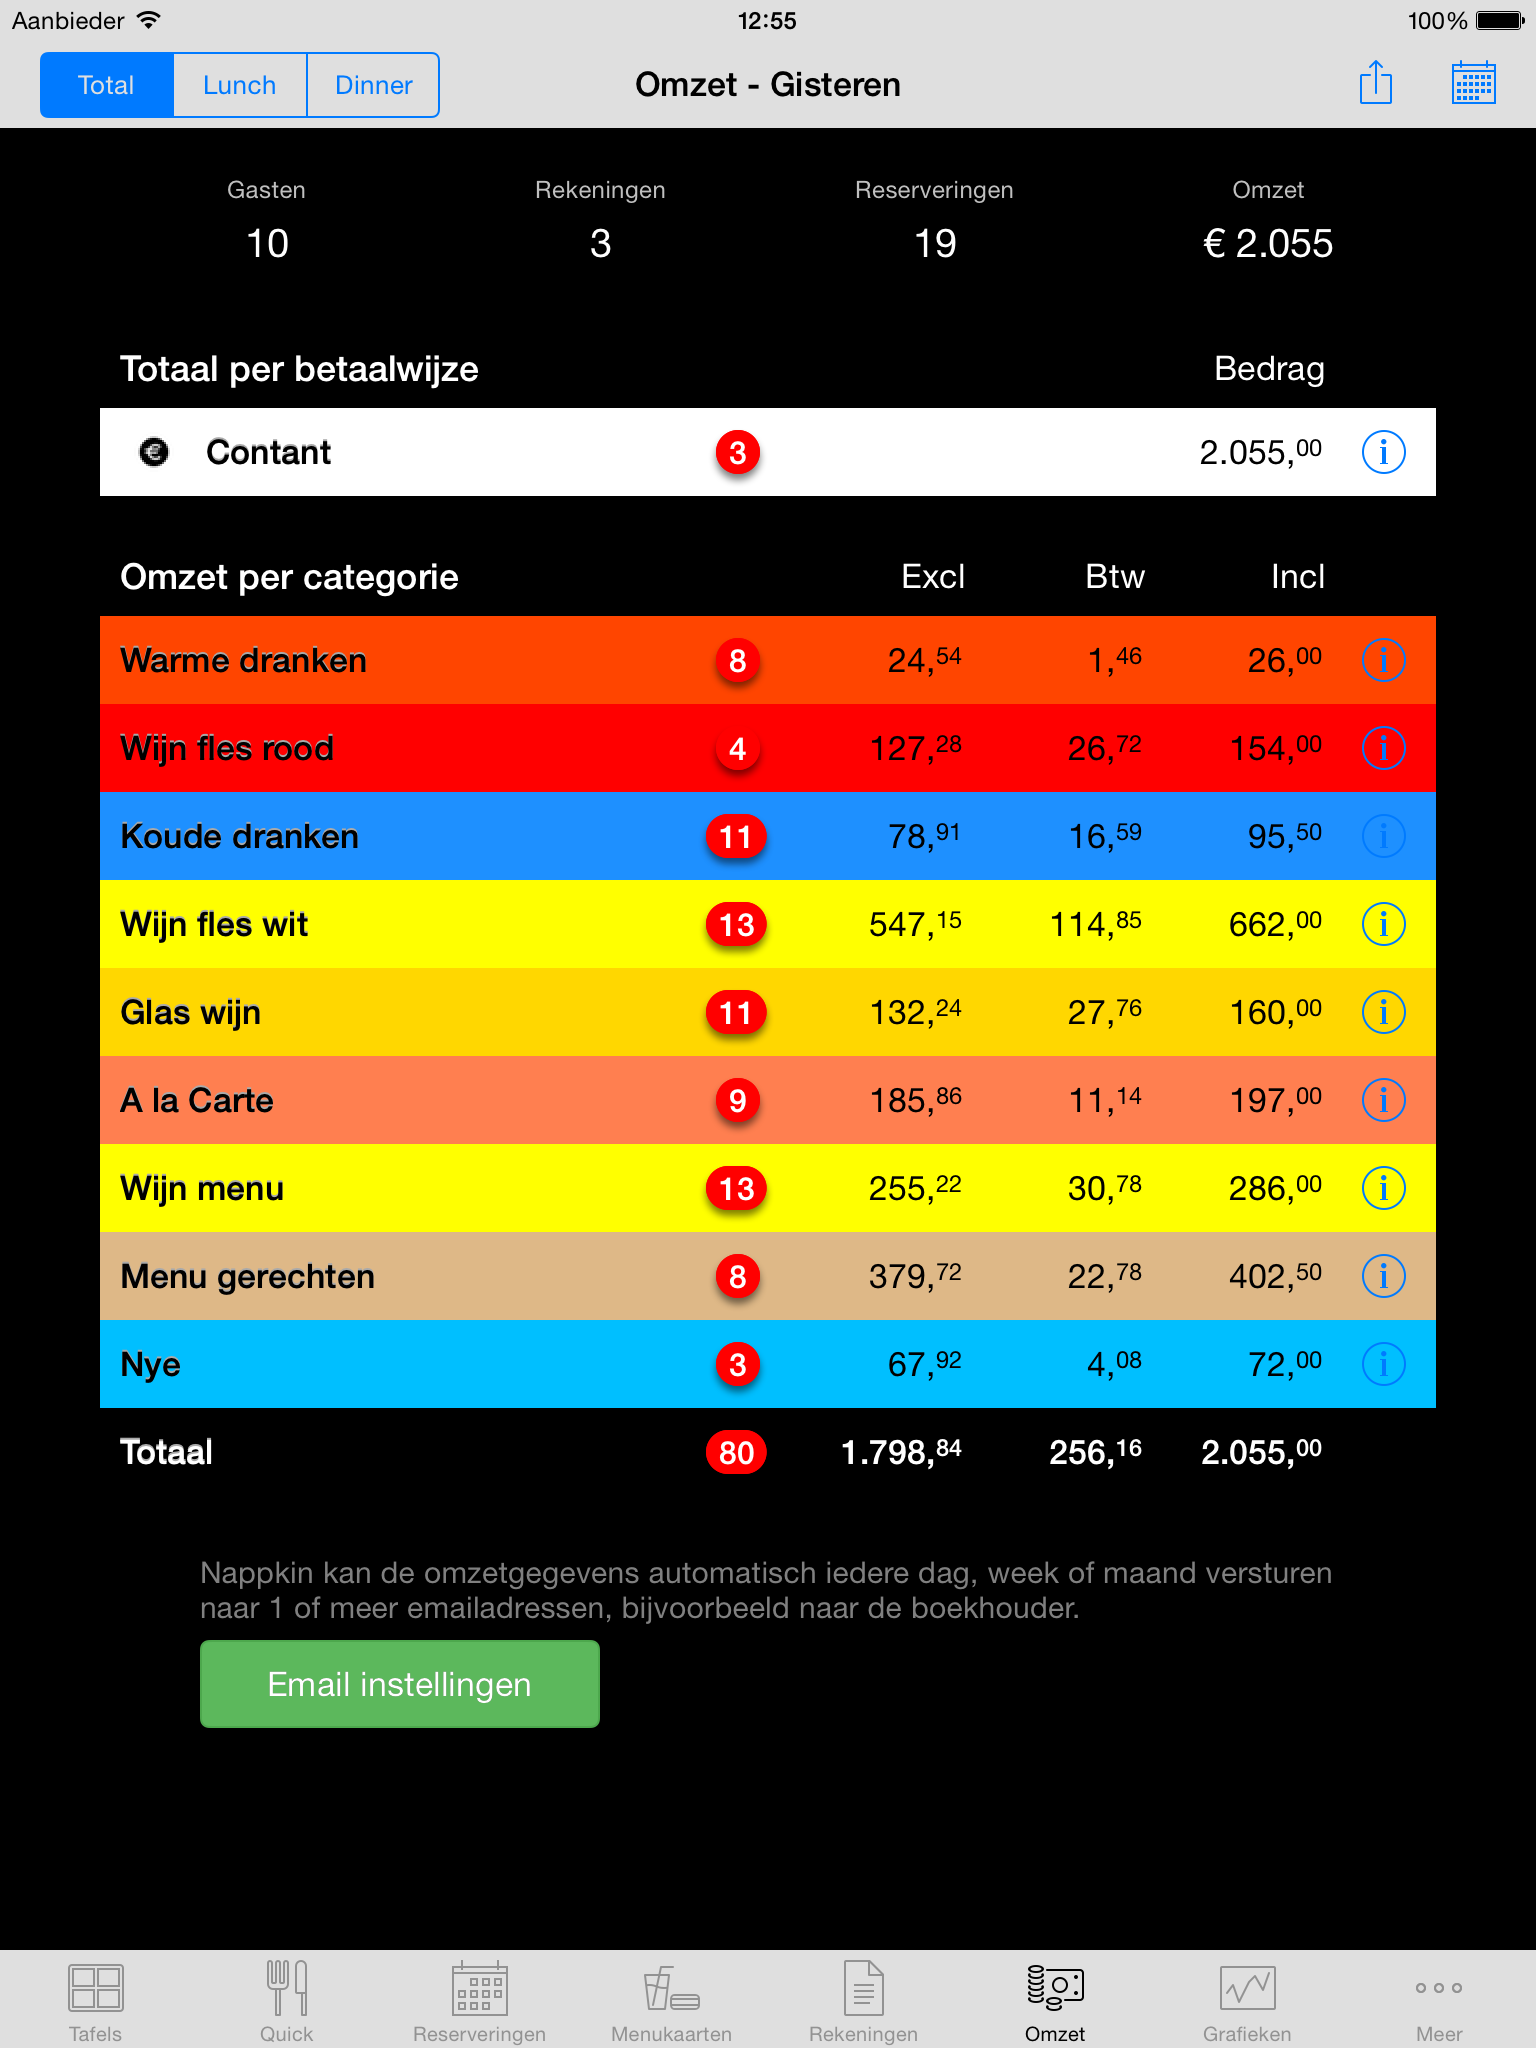 Aanbieder 12:55 100%
Total Lunch Dinner Omzet - Gisteren
Gasten Rekeningen Reserveringen Omzet
10 3 19 € 2.055
Totaal per betaalwijze Bedrag
€ Contant 3 2.055,00 i
Omzet per categorie Excl Btw Incl
Warme dranken 8 24,54 1,46 26,00 i
Wijn fles rood 4 127,28 26,72 154,00 i
Koude dranken 11 78,91 16,59 95,50 i
Wijn fles wit 13 547,15 114,85 662,00 i
Glas wijn 11 132,24 27,76 160,00 i
A la Carte 9 185,86 11,14 197,00 i
Wijn menu 13 255,22 30,78 286,00 i
Menu gerechten 8 379,72 22,78 402,50 i
Nye 3 67,92 4,08 72,00 i
Totaal 80 1.798,84 256,16 2.055,00
Nappkin kan de omzetgegevens automatisch iedere dag, week of maand versturen
naar 1 of meer emailadressen, bijvoorbeeld naar de boekhouder.
Email instellingen
Tafels Quick Reserveringen Menukaarten Rekeningen Omzet Grafieken Meer